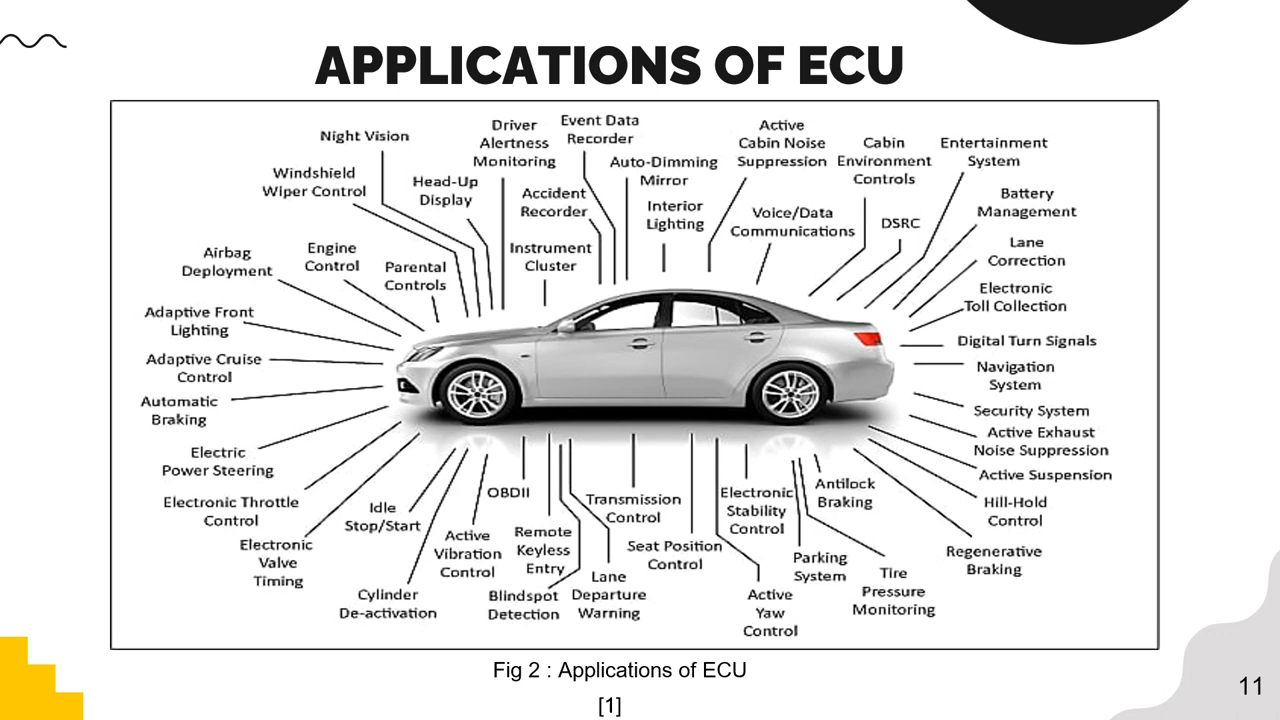 APPLICATIONS OF ECU
Night Vision
Driver
Alertness
Monitoring
Event Data
Recorder
Active
Cabin Noise
Suppression
Cabin
Environment
Controls
Entertainment
System
Windshield
Wiper Control
Head-Up
Display
Auto-Dimming
Mirror
Accident
Recorder
Interior
Lighting
Voice/Data
Communications
DSRC
Battery
Management
Airbag
Deployment
Engine
Control
Parental
Controls
Instrument
Cluster
Lane
Correction
Electronic
Toll Collection
Adaptive Front
Lighting
Digital Turn Signals
Adaptive Cruise
Control
Navigation
System
Automatic
Braking
Security System
Active Exhaust
Noise Suppression
Electric
Power Steering
Active Suspension
Electronic Throttle
Control
Idle
Stop/Start
OBDII
Transmission
Control
Electronic
Stability
Control
Antilock
Braking
Hill-Hold
Control
Electronic
Valve
Timing
Active
Vibration
Control
Remote
Keyless
Entry
Seat Position
Control
Parking
System
Regenerative
Braking
Cylinder
De-activation
Blindspot
Detection
Lane
Departure
Warning
Active
Yaw
Control
Tire
Pressure
Monitoring
Fig 2 : Applications of ECU
[1]
11